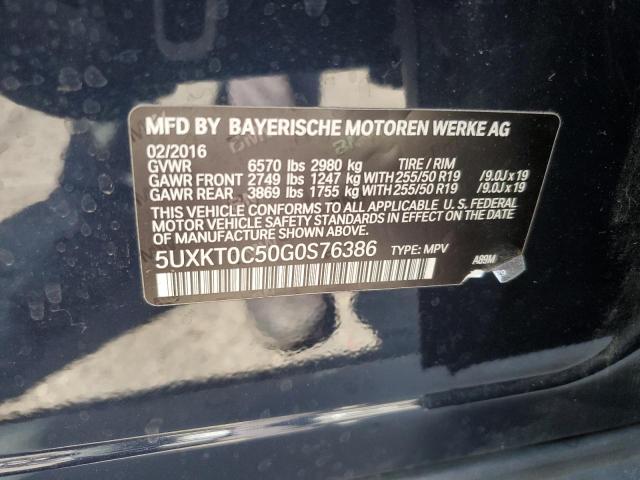 MFD BY BAYERISCHE MOTOREN WERKE AG
02/2016
GVWR 6570 lbs 2980 kg TIRE / RIM
GAWR FRONT 2749 lbs 1247 kg WITH 255/50 R19 /9.0J x 19
GAWR REAR 3869 lbs 1755 kg WITH 255/50 R19 /9.0J x 19
THIS VEHICLE CONFORMS TO ALL APPLICABLE U. S. FEDERAL
MOTOR VEHICLE SAFETY STANDARDS IN EFFECT ON THE DATE
OF MANUFACTURE SHOWN ABOVE.
5UXKT0C50G0S76386 TYPE: MPV A89M